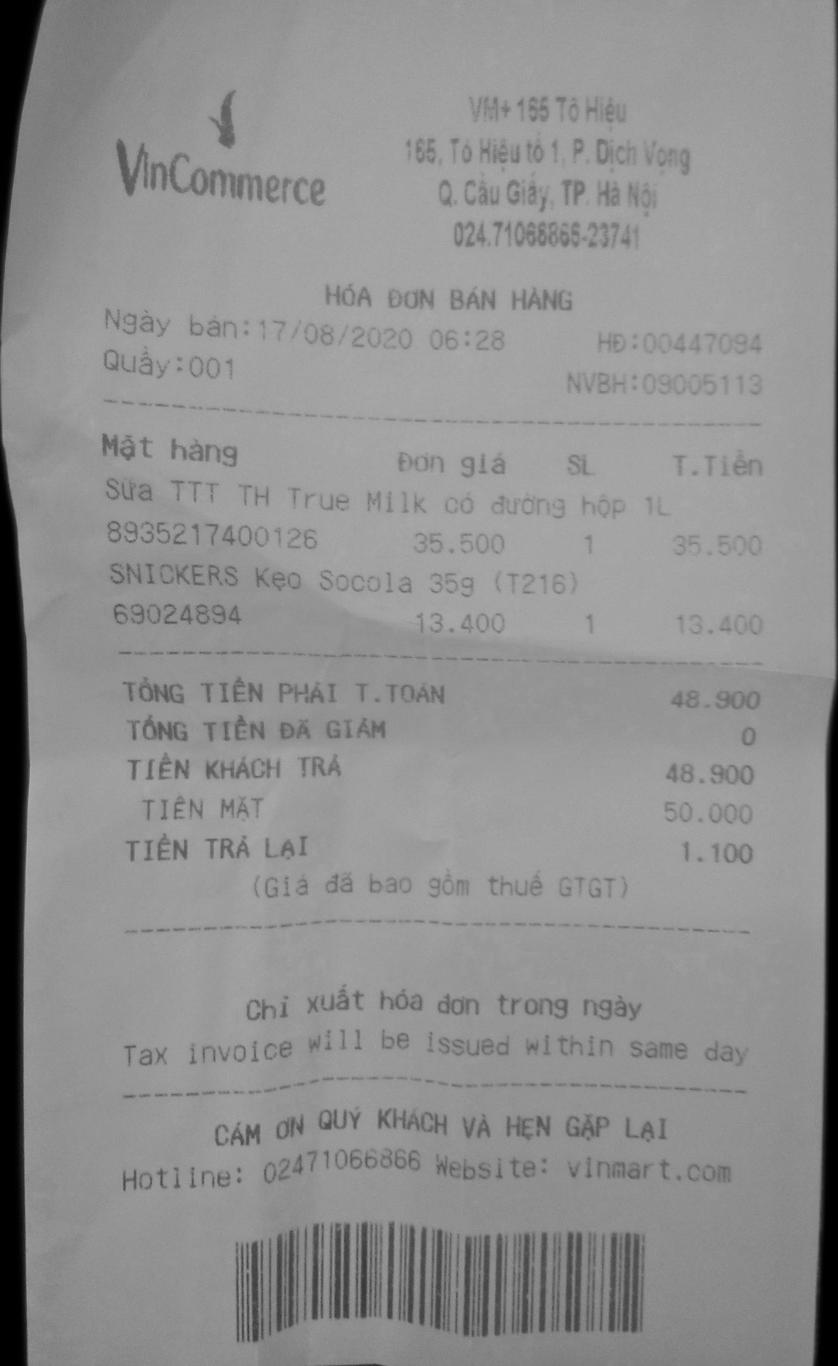 VinCommerce
VM+ 165 Tô Hiệu
165, Tô Hiệu tổ 1, P. Dịch Vọng
Q. Cầu Giấy, TP. Hà Nội
024.71066866-23741
HÓA ĐƠN BÁN HÀNG
Ngày bán:17/08/2020 06:28 HĐ:00447094
Quầy:001 NVBH:09005113
Mặt hàng Đơn giá SL T.Tiền
Sữa TTT TH True Milk có đường hộp 1L
8935217400126 35.500 1 35.500
SNICKERS Kẹo Socola 35g (T216)
69024894 13.400 1 13.400
TỔNG TIỀN PHẢI T.TOÁN 48.900
TỔNG TIỀN ĐÃ GIẢM 0
TIỀN KHÁCH TRẢ 48.900
TIỀN MẶT 50.000
TIỀN TRẢ LẠI 1.100
(Giá đã bao gồm thuế GTGT)
Chỉ xuất hóa đơn trong ngày
Tax invoice will be issued within same day
CẢM ƠN QUÝ KHÁCH VÀ HẸN GẶP LẠI
Hotline: 02471066866 Website: vinmart.com